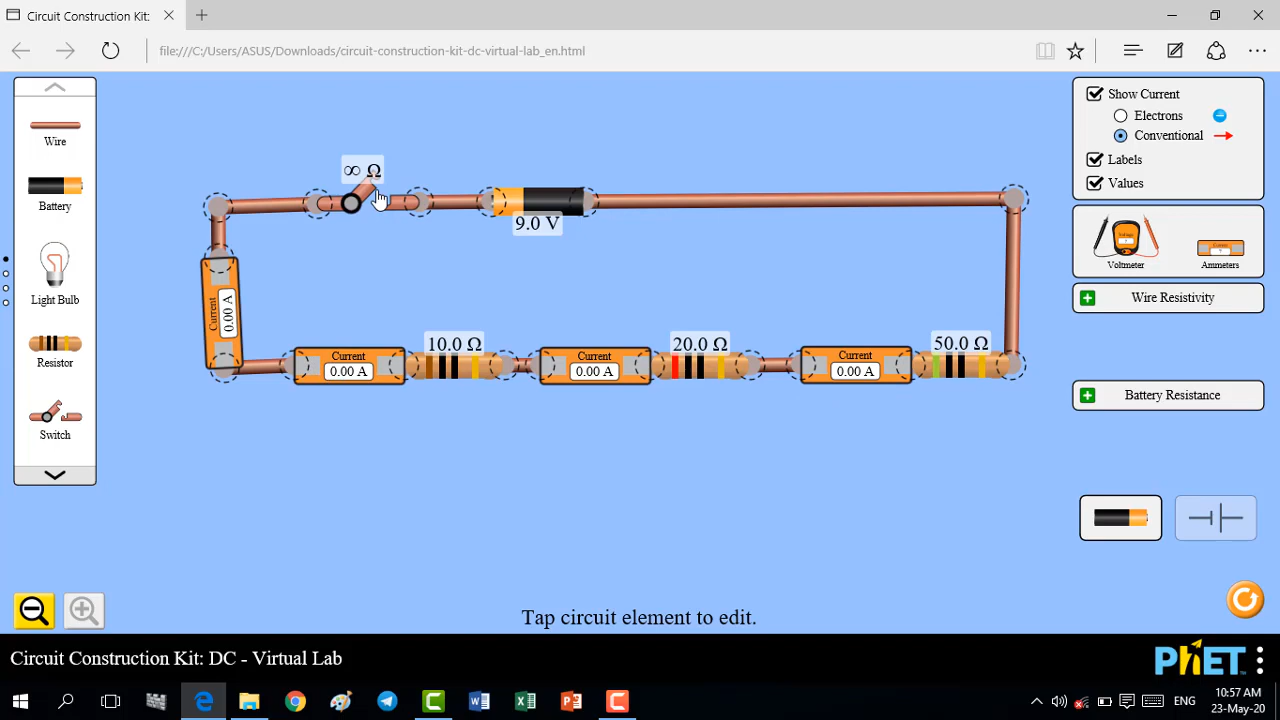 Circuit Construction Kit:
file:///C:/Users/ASUS/Downloads/circuit-construction-kit-dc-virtual-lab_en.html
Wire
Battery
Light Bulb
Resistor
Switch
∞ Ω
9.0 V
Current
0.00 A
Current
0.00 A
10.0 Ω
Current
0.00 A
20.0 Ω
Current
0.00 A
50.0 Ω
Show Current
Electrons
Conventional
Labels
Values
Voltage
?
Voltmeter
Current
?
Ammeters
Wire Resistivity
Battery Resistance
Tap circuit element to edit.
Circuit Construction Kit: DC - Virtual Lab
PhET
ENG
10:57 AM
23-May-20